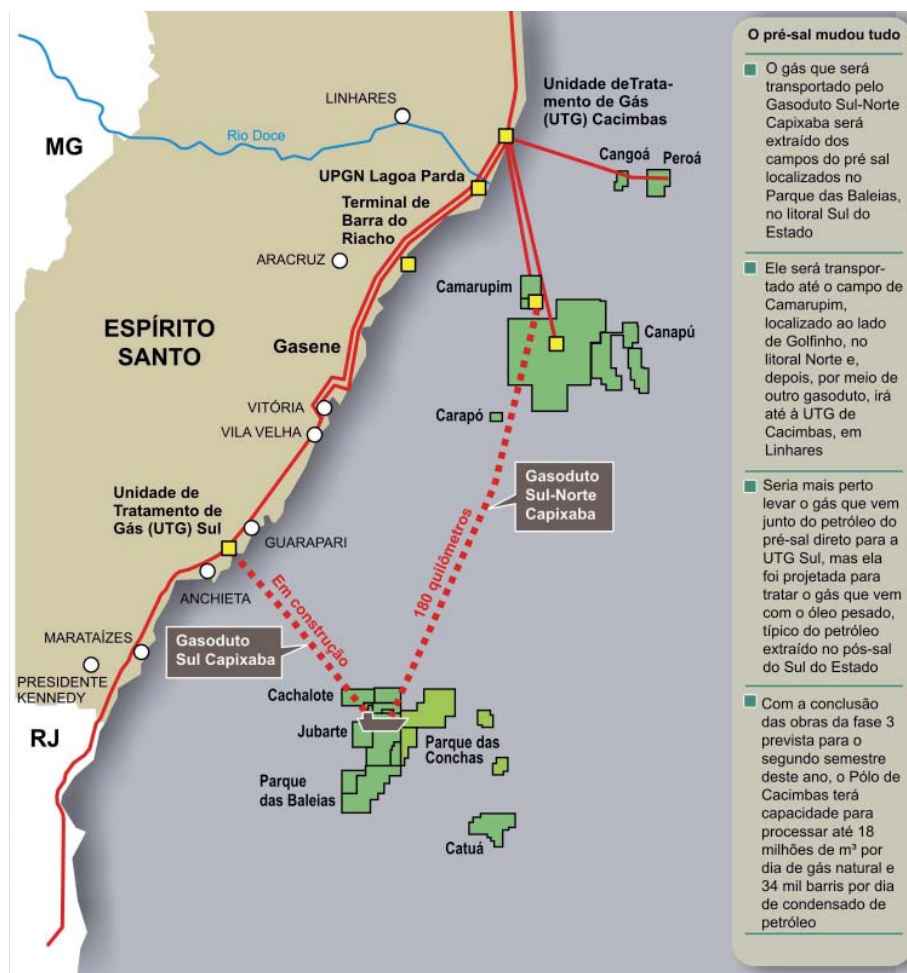 MG
LINHARES
Rio Doce
Unidade deTrata-
mento de Gás
(UTG) Cacimbas
Cangoá
Peroá
UPGN Lagoa Parda
Terminal de
Barra do
Riacho
ARACRUZ
ESPÍRITO
SANTO
Gasene
Camarupim
Canapú
Carapó
VITÓRIA
VILA VELHA
Gasoduto
Sul-Norte
Capixaba
Unidade de
Tratamento de
Gás (UTG) Sul
GUARAPARI
ANCHIETA
Em construção
180 quilômetros
Gasoduto
Sul Capixaba
MARATAÍZES
PRESIDENTE
KENNEDY
RJ
Cachalote
Jubarte
Parque das
Conchas
Parque
das Baleias
Catuá
O pré-sal mudou tudo
O gás que será
transportado pelo
Gasoduto Sul-Norte
Capixaba será
extraído dos
campos do pré sal
localizados no
Parque das Baleias,
no litoral Sul do
Estado
Ele será transpor-
tado até o campo de
Camarupim,
localizado ao lado
de Golfinho, no
litoral Norte e,
depois, por meio de
outro gasoduto, irá
até à UTG de
Cacimbas, em
Linhares
Seria mais perto
levar o gás que vem
junto do petróleo do
pré-sal direto para a
UTG Sul, mas ela
foi projetada para
tratar o gás que vem
com o óleo pesado,
típico do petróleo
extraído no pós-sal
do Sul do Estado
Com a conclusão
das obras da fase 3
prevista para o
segundo semestre
deste ano, o Pólo de
Cacimbas terá
capacidade para
processar até 18
milhões de m³ por
dia de gás natural e
34 mil barris por dia
de condensado de
petróleo